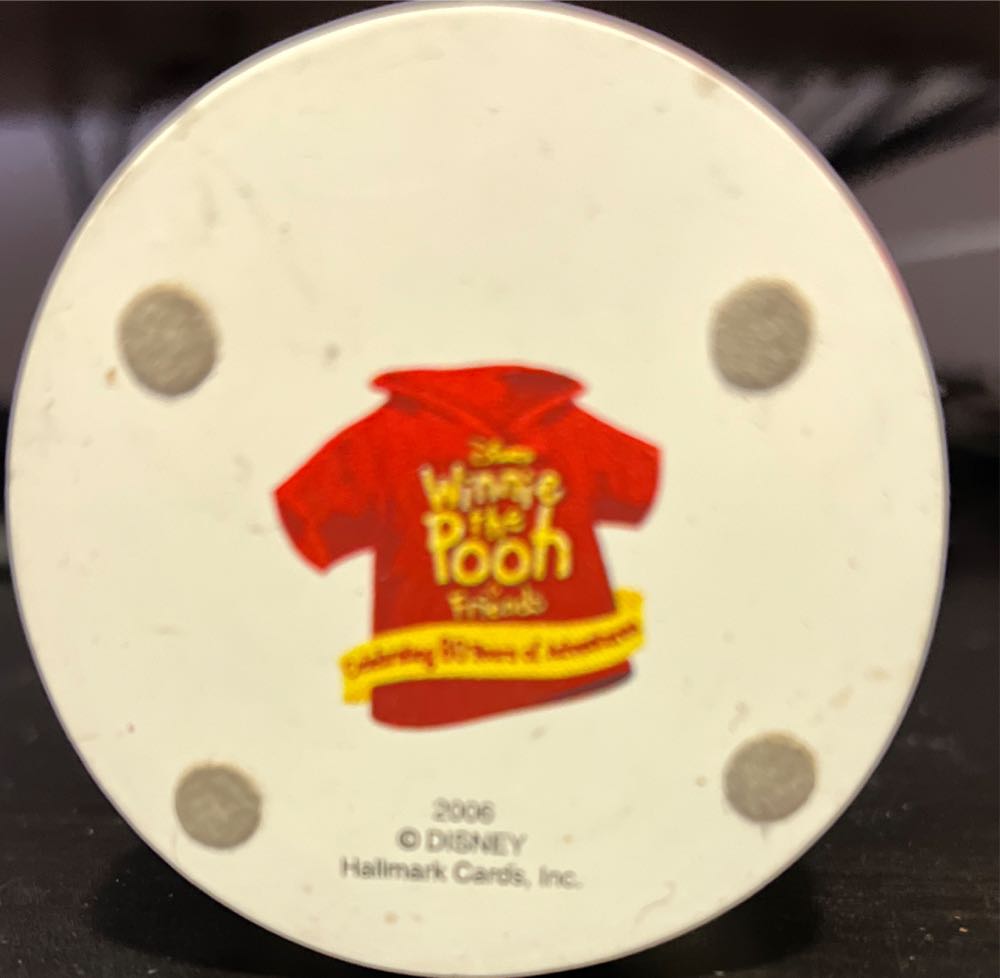 Disney
Winnie
the
Pooh
&
Friends
Celebrating 80 Years of Adventures
2006
© DISNEY
Hallmark Cards, Inc.